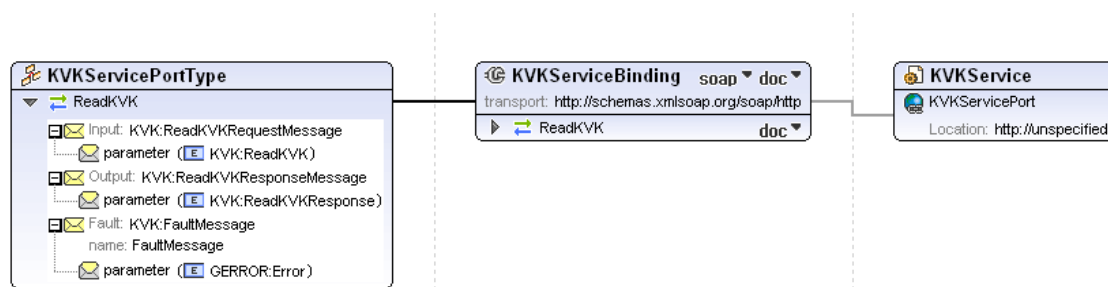 KVKServicePortType
ReadKVK
Input: KVK:ReadKVKRequestMessage
parameter (E KVK:ReadKVK)
Output: KVK:ReadKVKResponseMessage
parameter (E KVK:ReadKVKResponse)
Fault: KVK:FaultMessage
name: FaultMessage
parameter (E GERROR:Error)
KVKServiceBinding soap doc
transport: http://schemas.xmlsoap.org/soap/http
ReadKVK doc
KVKService
KVKServicePort
Location: http://unspecified